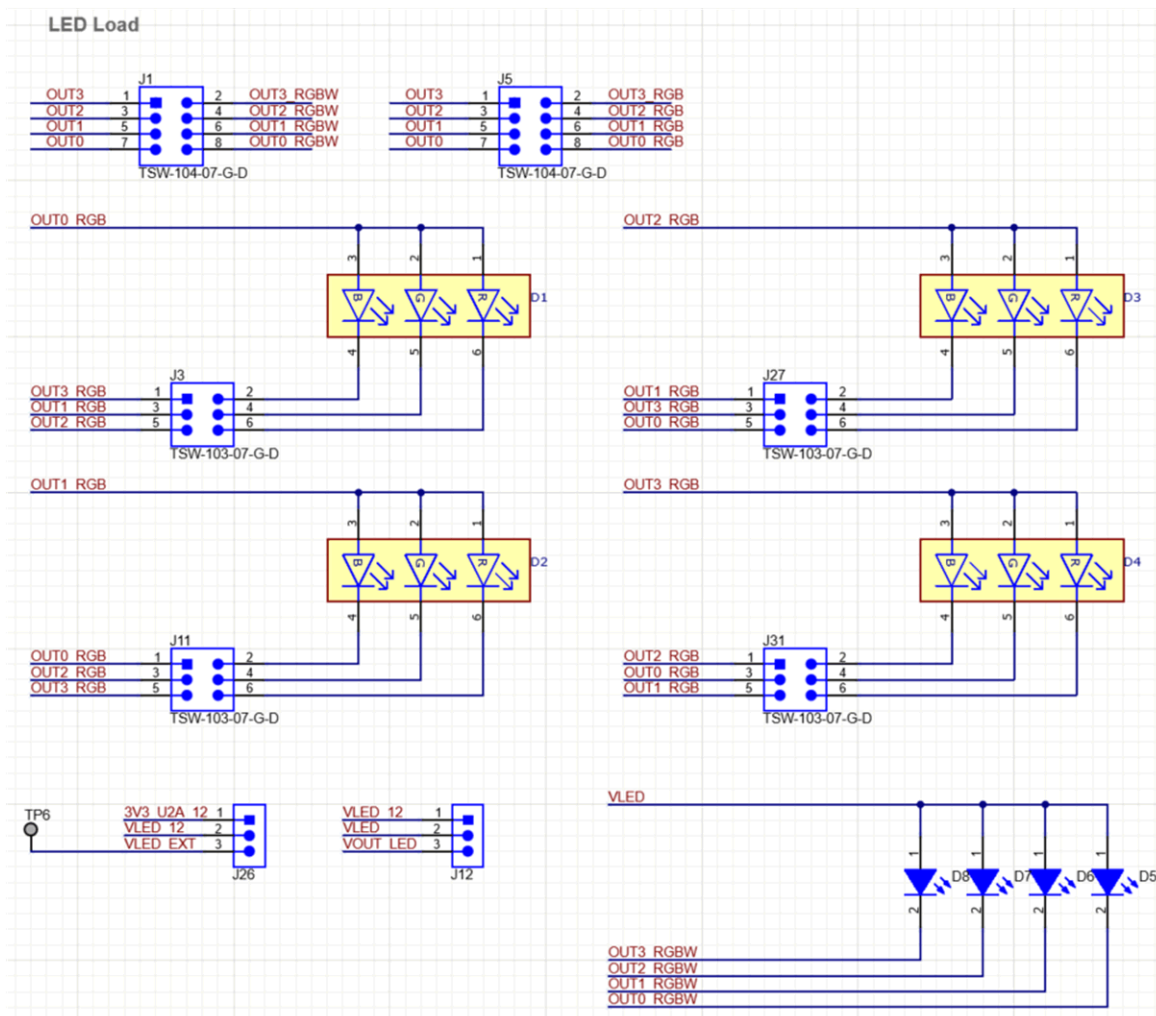 LED Load
J1
J5
OUT3 1 2 OUT3_RGBW
OUT2 3 4 OUT2_RGBW
OUT1 5 6 OUT1_RGBW
OUT0 7 8 OUT0_RGBW
TSW-104-07-G-D
OUT3 1 2 OUT3_RGB
OUT2 3 4 OUT2_RGB
OUT1 5 6 OUT1_RGB
OUT0 7 8 OUT0_RGB
TSW-104-07-G-D
OUT0_RGB
3 2 1
B G R D1
4 5 6
J3
OUT3_RGB 1 2
OUT1_RGB 3 4
OUT2_RGB 5 6
TSW-103-07-G-D
OUT2_RGB
3 2 1
B G R D3
4 5 6
J27
OUT1_RGB 1 2
OUT3_RGB 3 4
OUT0_RGB 5 6
TSW-103-07-G-D
OUT1_RGB
3 2 1
B G R D2
4 5 6
J11
OUT0_RGB 1 2
OUT2_RGB 3 4
OUT3_RGB 5 6
TSW-103-07-G-D
OUT3_RGB
3 2 1
B G R D4
4 5 6
J31
OUT2_RGB 1 2
OUT0_RGB 3 4
OUT1_RGB 5 6
TSW-103-07-G-D
TP6
3V3_U2A_12 1
VLED_12 2
VLED_EXT 3
J26
VLED_12 1
VLED 2
VOUT_LED 3
J12
VLED
1 1 1 1
D8 D7 D6 D5
2 2 2 2
OUT3_RGBW
OUT2_RGBW
OUT1_RGBW
OUT0_RGBW